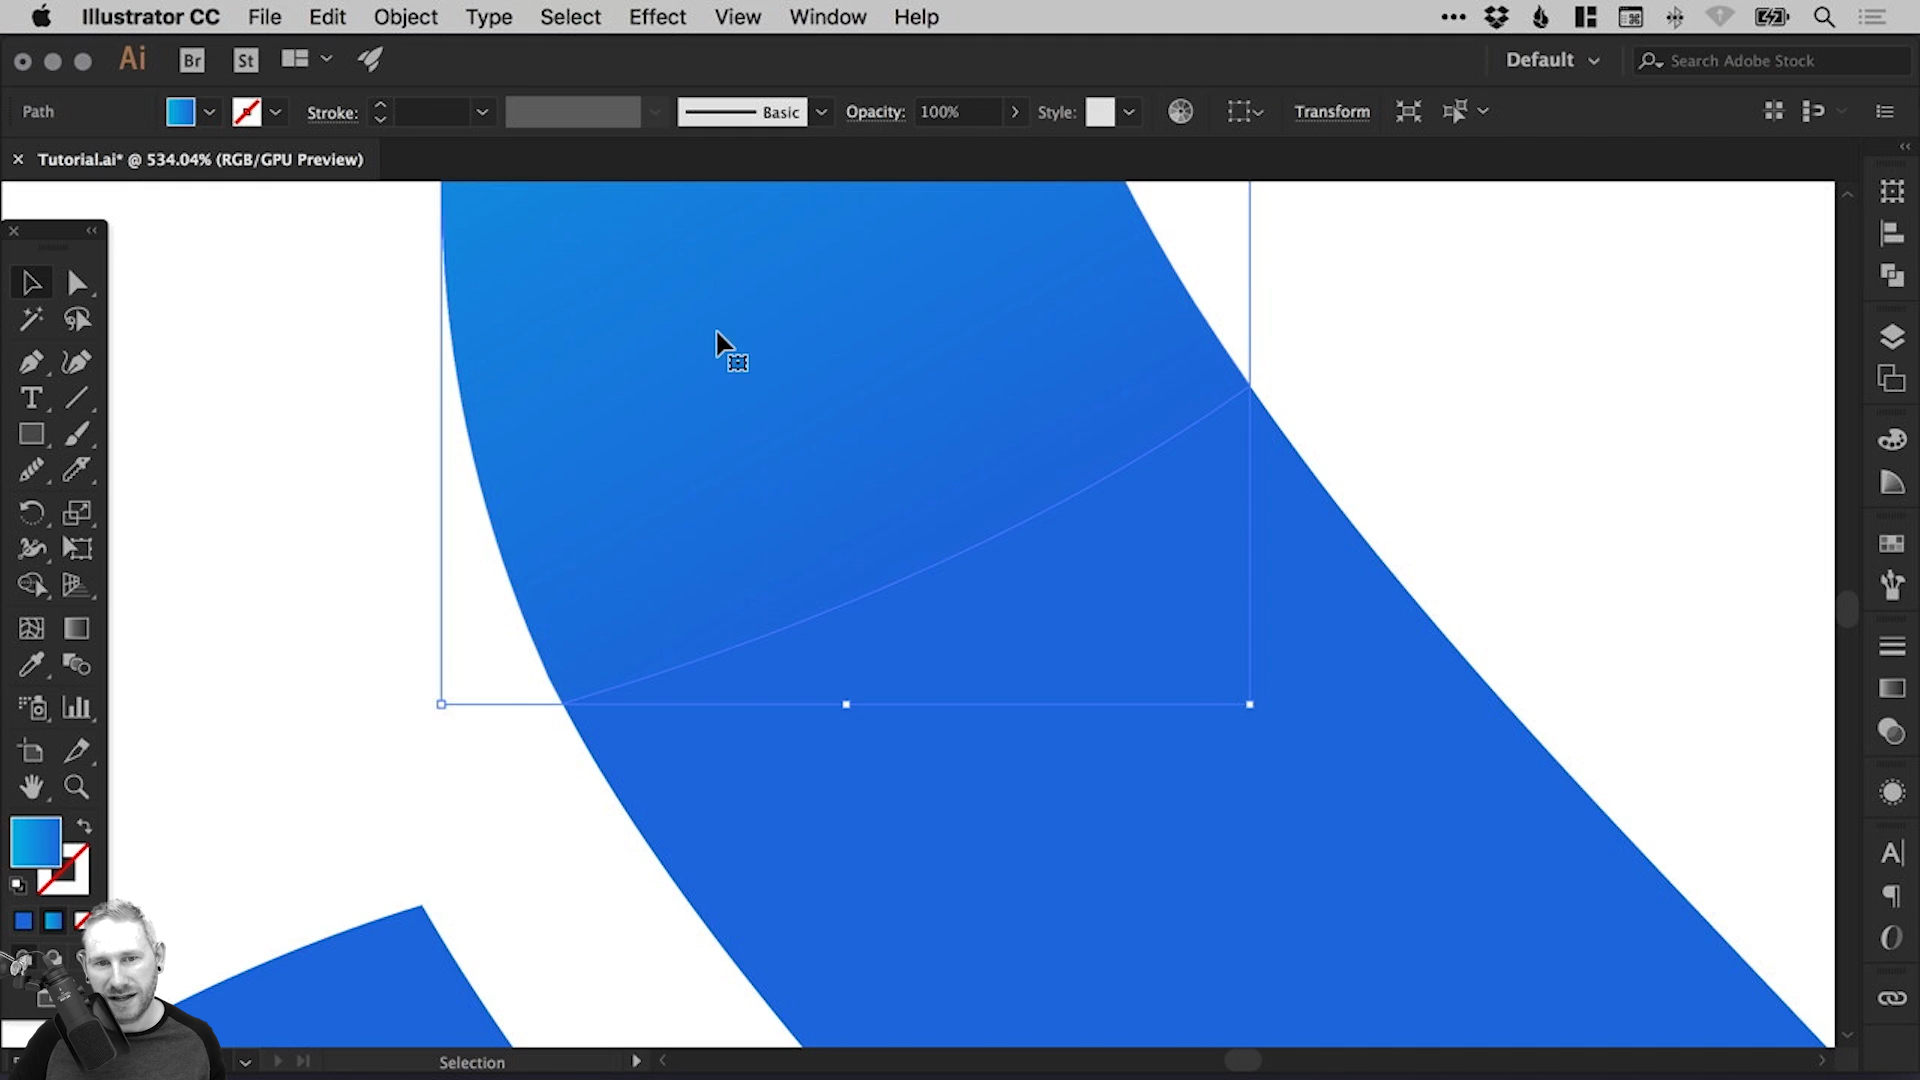 Illustrator CC File Edit Object Type Select Effect View Window Help
Ai Br St Default Search Adobe Stock
Path Stroke: Basic Opacity: 100% Style: Transform
Tutorial.ai* @ 534.04% (RGB/GPU Preview)
Selection